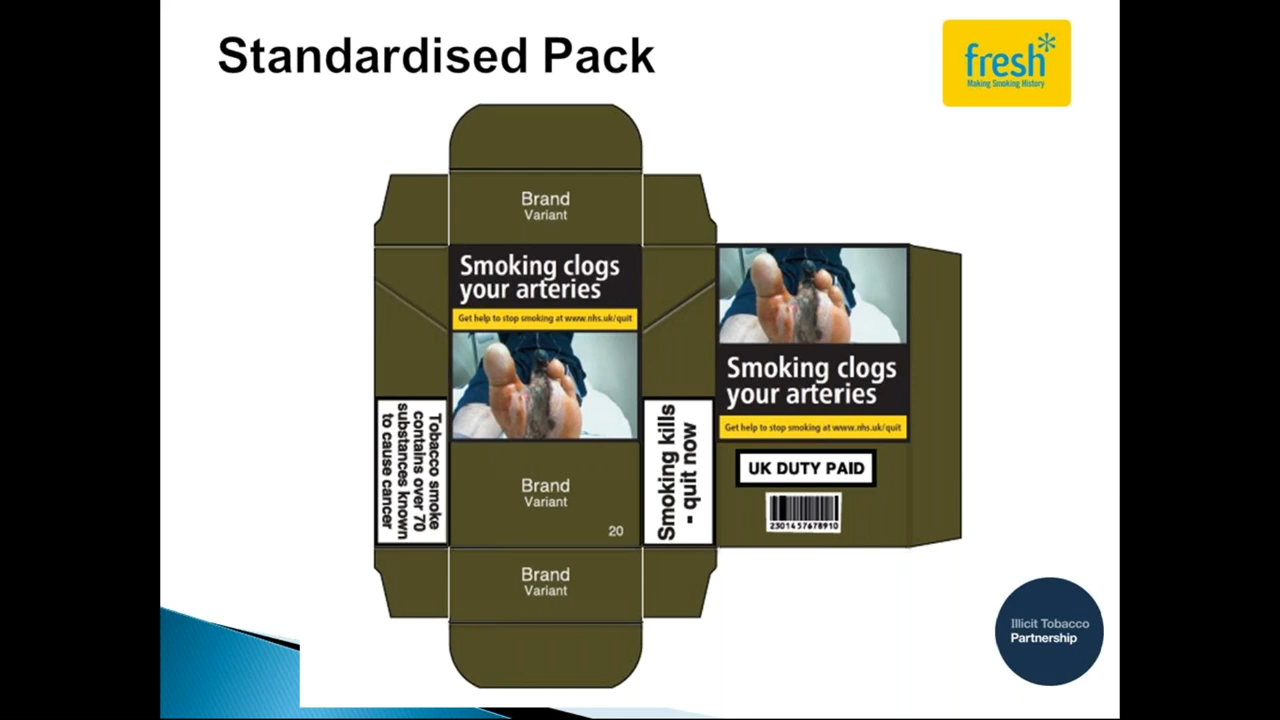 Standardised Pack
fresh*
Making Smoking History
Brand
Variant
Smoking clogs
your arteries
Get help to stop smoking at www.nhs.uk/quit
Tobacco smoke
contains over 70
substances known
to cause cancer
Brand
Variant
20
Smoking kills
- quit now
Smoking clogs
your arteries
Get help to stop smoking at www.nhs.uk/quit
UK DUTY PAID
23014 57678910
Brand
Variant
Illicit Tobacco
Partnership